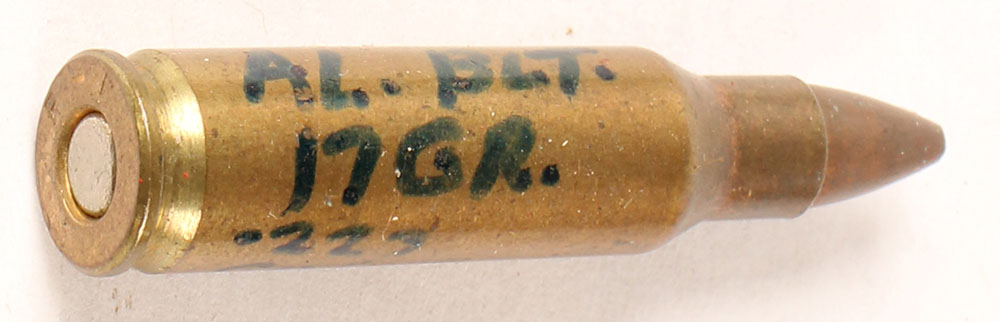 AL. BLT.
17GR.
.223